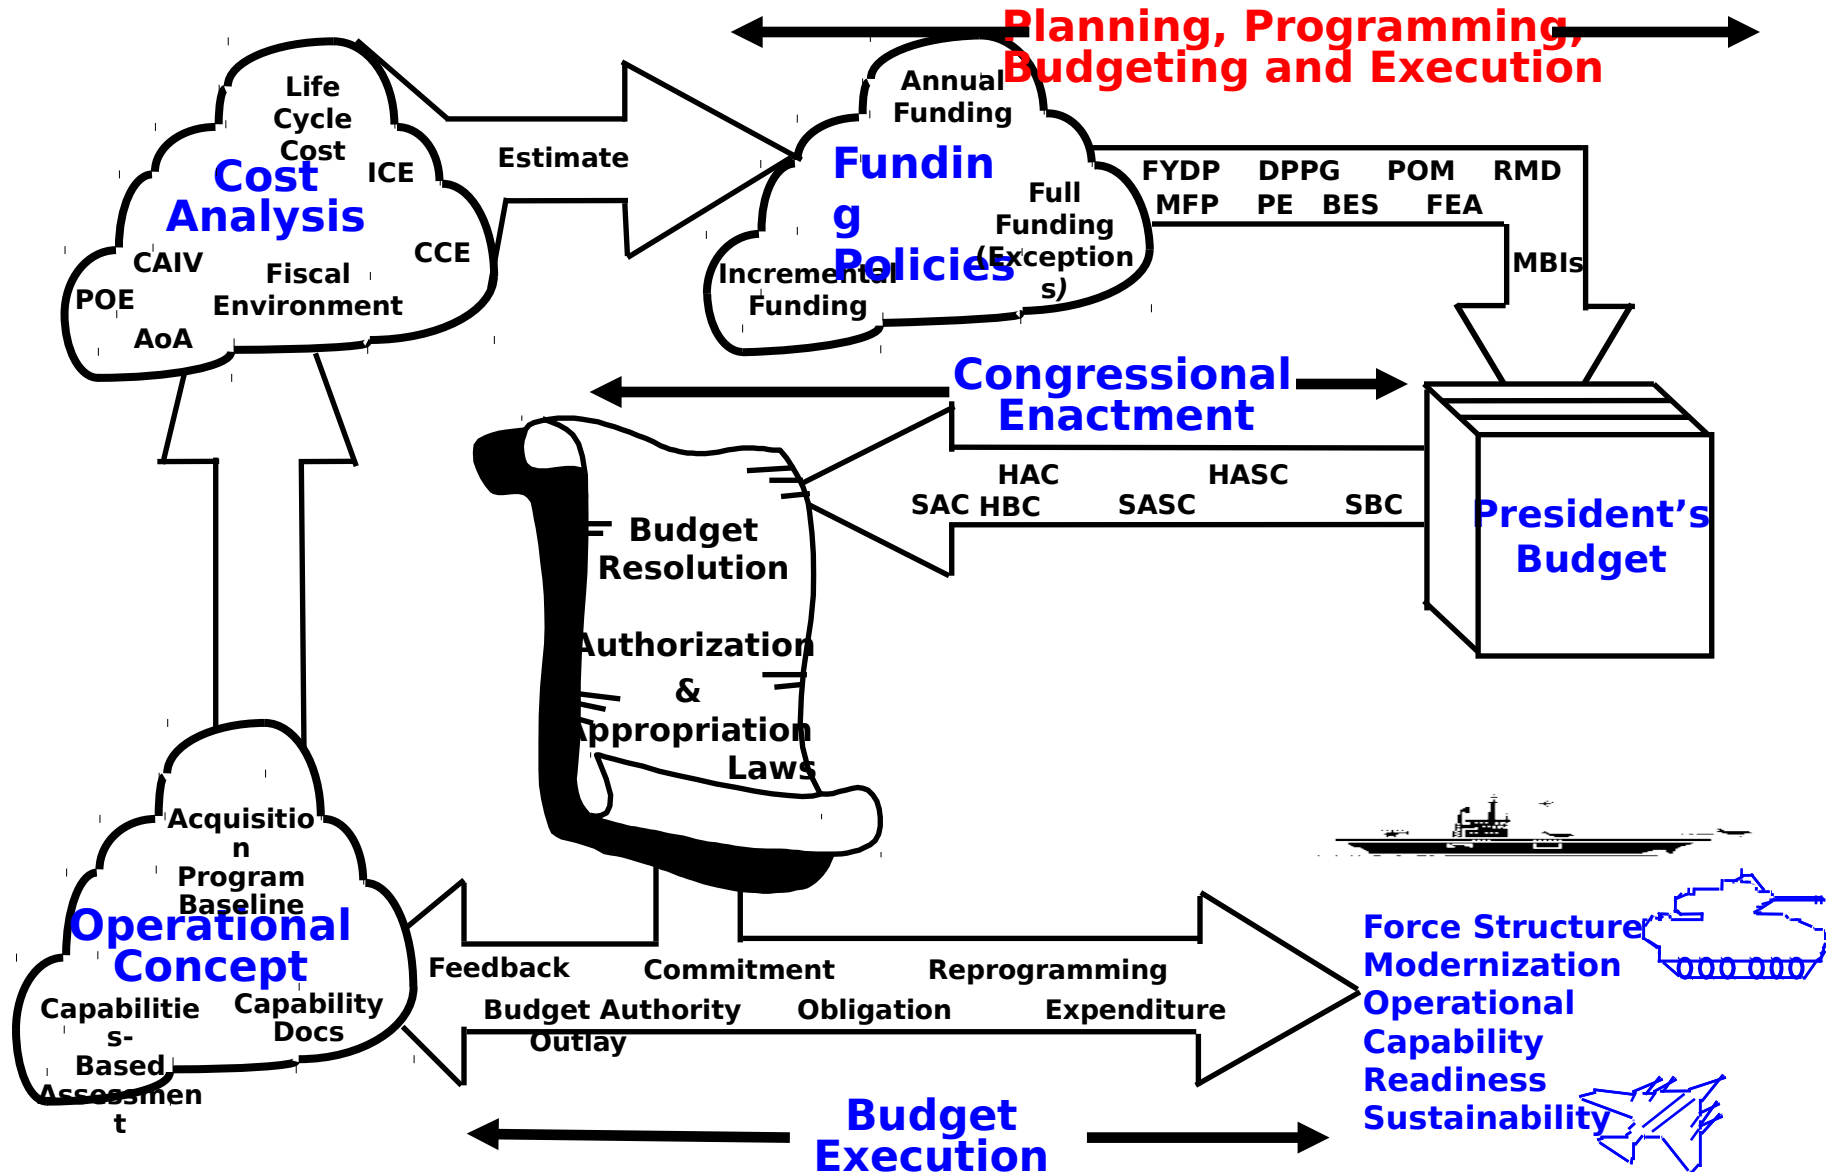 Planning, Programming,
Budgeting and Execution
Life
Cycle
Cost
ICE
Cost
Analysis
CAIV
CCE
Fiscal
Environment
POE
AoA
Estimate
Annual
Funding
Fundin
g
Policies
Full
Funding
(Exception
s)
Incremental
Funding
FYDP DPPG POM RMD
MFP PE BES FEA
MBIs
Congressional
Enactment
HAC HASC
SAC HBC SASC SBC
President’s
Budget
Budget
Resolution
Authorization
&
Appropriation
Laws
Acquisitio
n
Program
Baseline
Operational
Concept
Capabilitie
s-
Based
Assessmen
t
Capability
Docs
Feedback Commitment Reprogramming
Budget Authority Obligation Expenditure
Outlay
Force Structure
Modernization
Operational
Capability
Readiness
Sustainability
Budget
Execution